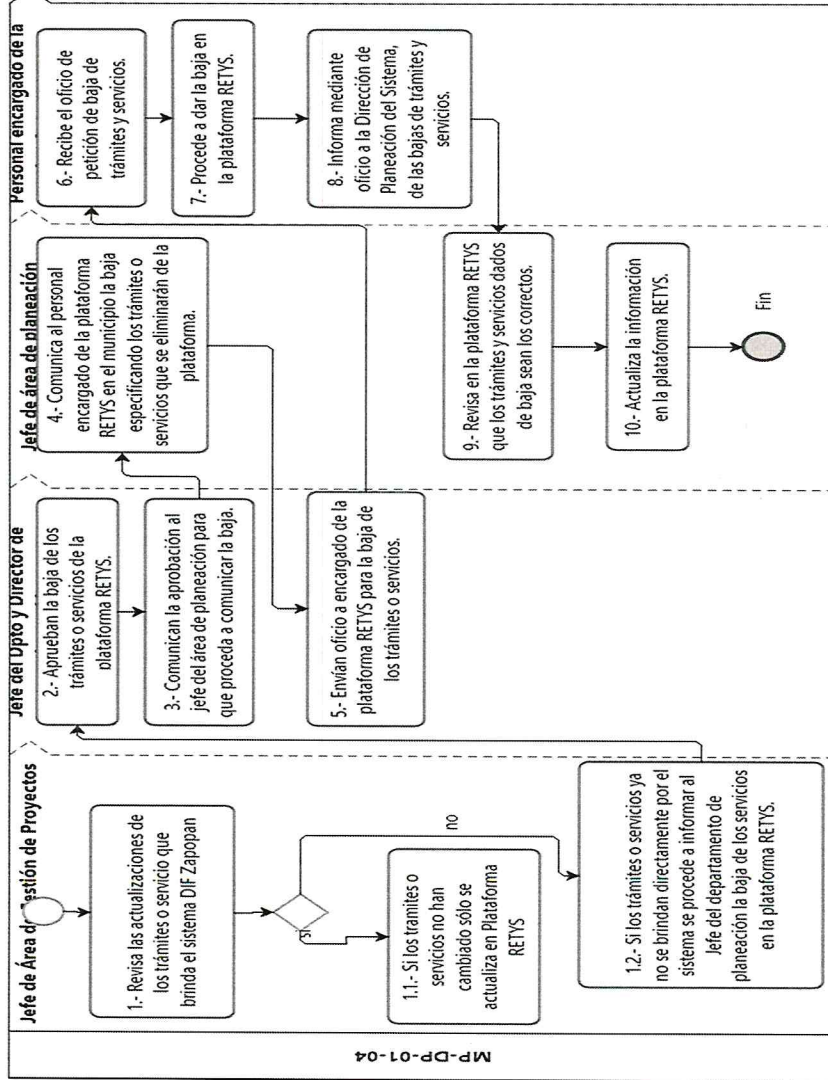 MP-DP-01-04
Jefe de Área de Gestión de Proyectos
1.- Revisa las actualizaciones de
los trámites o servicio que
brinda el sistema DIF Zapopan
si
no
1.1.- Si los tramites o
servicios no han
cambiado sólo se
actualiza en Plataforma
RETYS
1.2.- Si los trámites o servicios ya
no se brindan directamente por el
sistema se procede a informar al
Jefe del departamento de
planeación la baja de los servicios
en la plataforma RETYS.
Jefe del Dpto y Director de
2.- Aprueban la baja de los
trámites o servicios de la
plataforma RETYS.
3.- Comunican la aprobación al
jefe del área de planeación para
que proceda a comunicar la baja.
5.- Envían oficio a encargado de la
plataforma RETYS para la baja de
los trámites o servicios.
Jefe de área de planeación
4.- Comunica al personal
encargado de la plataforma
RETYS en el municipio la baja
especificando los trámites o
servicios que se eliminarán de la
plataforma.
9.- Revisa en la plataforma RETYS
que los trámites y servicios dados
de baja sean los correctos.
10.- Actualiza la información
en la plataforma RETYS.
Fin
Personal encargado de la
6.- Recibe el oficio de
petición de baja de
trámites y servicios.
7.- Procede a dar la baja en
la plataforma RETYS.
8.- Informa mediante
oficio a la Dirección de
Planeación del Sistema,
de las bajas de trámites y
servicios.